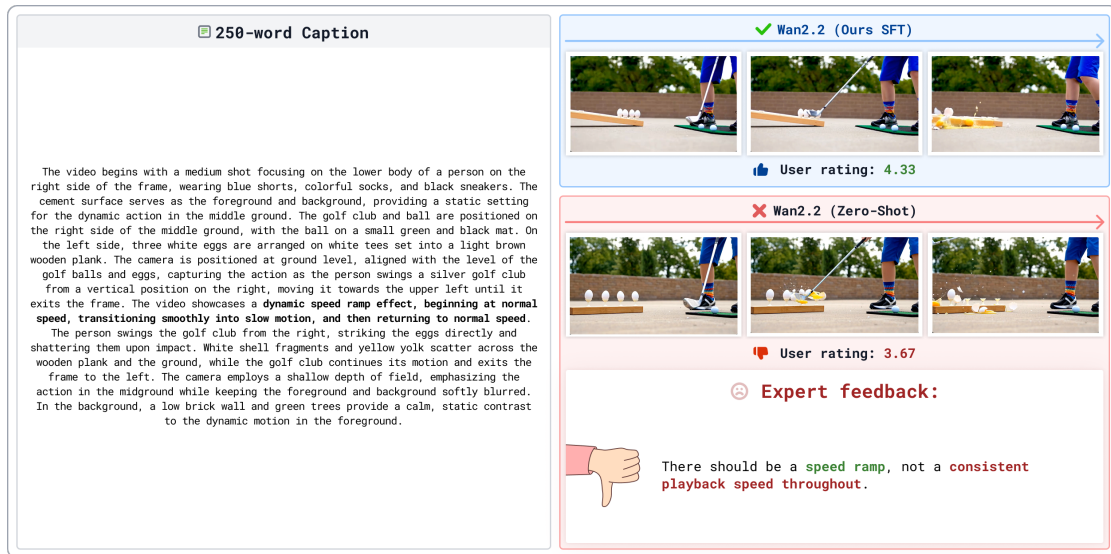 250-word Caption
The video begins with a medium shot focusing on the lower body of a person on the
right side of the frame, wearing blue shorts, colorful socks, and black sneakers. The
cement surface serves as the foreground and background, providing a static setting
for the dynamic action in the middle ground. The golf club and ball are positioned on
the right side of the middle ground, with the ball on a small green and black mat. On
the left side, three white eggs are arranged on white tees set into a light brown
wooden plank. The camera is positioned at ground level, aligned with the level of the
golf balls and eggs, capturing the action as the person swings a silver golf club
from a vertical position on the right, moving it towards the upper left until it
exits the frame. The video showcases a dynamic speed ramp effect, beginning at normal
speed, transitioning smoothly into slow motion, and then returning to normal speed.
The person swings the golf club from the right, striking the eggs directly and
shattering them upon impact. White shell fragments and yellow yolk scatter across the
wooden plank and the ground, while the golf club continues its motion and exits the
frame to the left. The camera employs a shallow depth of field, emphasizing the
action in the midground while keeping the foreground and background softly blurred.
In the background, a low brick wall and green trees provide a calm, static contrast
to the dynamic motion in the foreground.
Wan2.2 (Ours SFT)
User rating: 4.33
Wan2.2 (Zero-Shot)
User rating: 3.67
Expert feedback:
There should be a speed ramp, not a consistent
playback speed throughout.